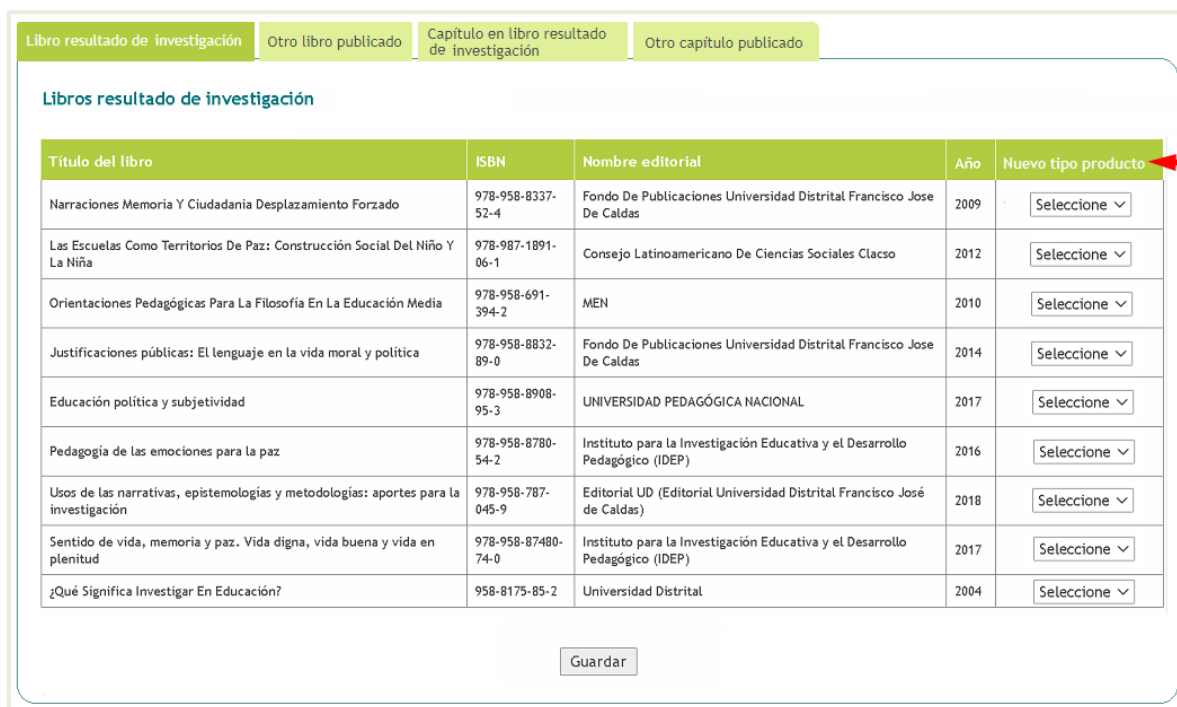 Libro resultado de investigación
Otro libro publicado
Capítulo en libro resultado
de investigación
Otro capítulo publicado
Libros resultado de investigación
Título del libro
ISBN
Nombre editorial
Año
Nuevo tipo producto
Narraciones Memoria Y Ciudadania Desplazamiento Forzado
978-958-8337-
52-4
Fondo De Publicaciones Universidad Distrital Francisco Jose
De Caldas
2009
Seleccione
Las Escuelas Como Territorios De Paz: Construcción Social Del Niño Y
La Niña
978-987-1891-
06-1
Consejo Latinoamericano De Ciencias Sociales Clacso
2012
Seleccione
Orientaciones Pedagógicas Para La Filosofía En La Educación Media
978-958-691-
394-2
MEN
2010
Seleccione
Justificaciones públicas: El lenguaje en la vida moral y política
978-958-8832-
89-0
Fondo De Publicaciones Universidad Distrital Francisco Jose
De Caldas
2014
Seleccione
Educación política y subjetividad
978-958-8908-
95-3
UNIVERSIDAD PEDAGÓGICA NACIONAL
2017
Seleccione
Pedagogía de las emociones para la paz
978-958-8780-
54-2
Instituto para la Investigación Educativa y el Desarrollo
Pedagógico (IDEP)
2016
Seleccione
Usos de las narrativas, epistemologías y metodologías: aportes para la
investigación
978-958-787-
045-9
Editorial UD (Editorial Universidad Distrital Francisco José
de Caldas)
2018
Seleccione
Sentido de vida, memoria y paz. Vida digna, vida buena y vida en
plenitud
978-958-87480-
74-0
Instituto para la Investigación Educativa y el Desarrollo
Pedagógico (IDEP)
2017
Seleccione
¿Qué Significa Investigar En Educación?
958-8175-85-2
Universidad Distrital
2004
Seleccione
Guardar